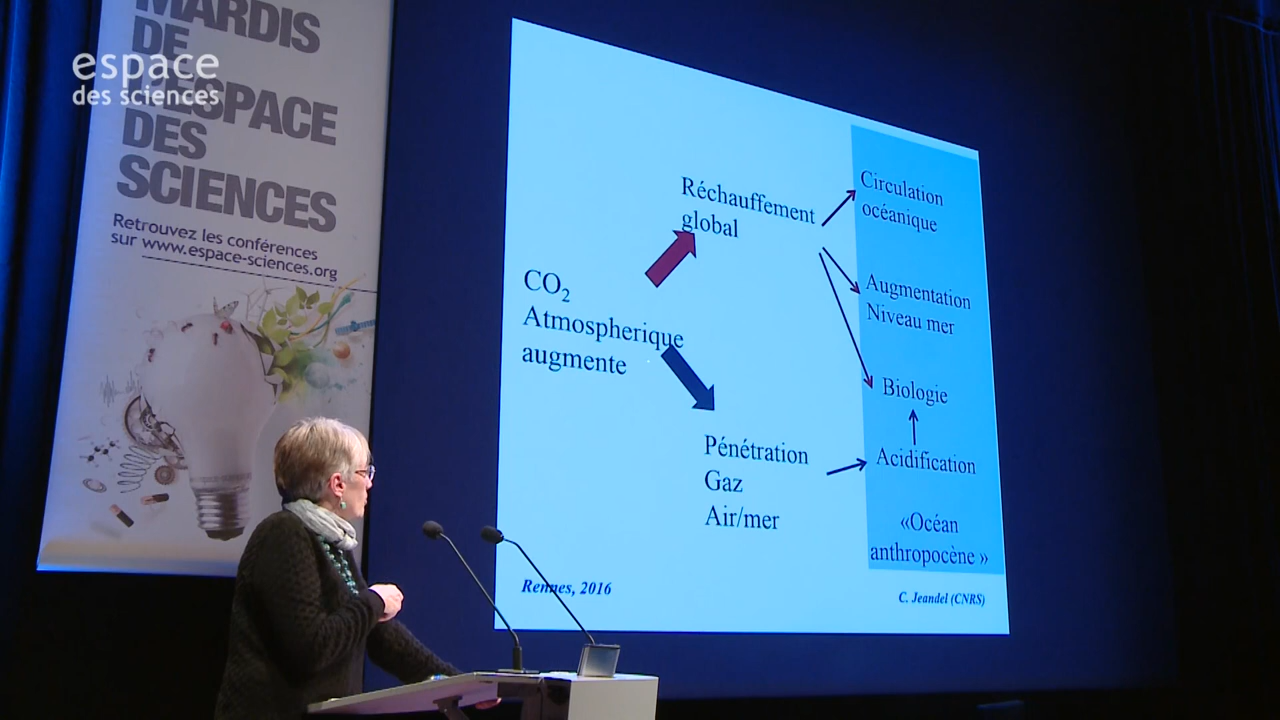 MARDIS
DE
L'ESPACE
DES
SCIENCES
Retrouvez les conférences
sur www.espace-sciences.org
espace
des sciences
CO₂
Atmospherique
augmente
Réchauffement
global
Pénétration
Gaz
Air/mer
Circulation
océanique
Augmentation
Niveau mer
Biologie
Acidification
«Océan
anthropocène »
Rennes, 2016
C. Jeandel (CNRS)